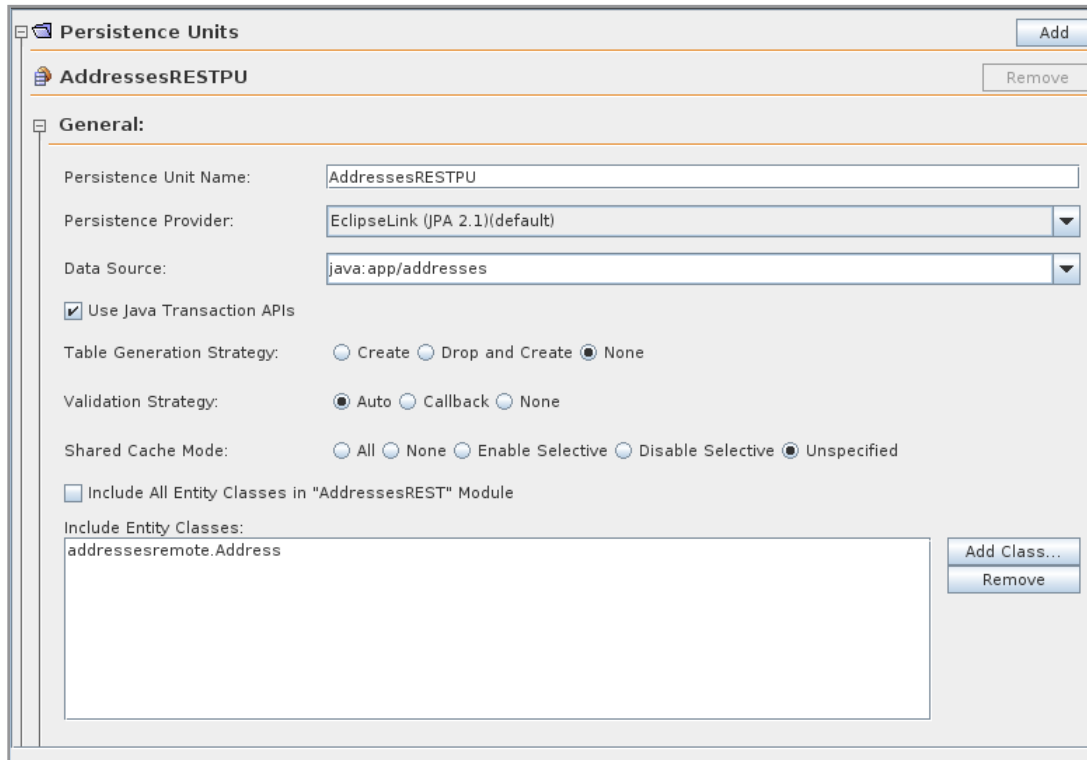 Persistence Units Add
AddressesRESTPU Remove
General:
Persistence Unit Name: AddressesRESTPU
Persistence Provider: EclipseLink (JPA 2.1)(default)
Data Source: java:app/addresses
Use Java Transaction APIs
Table Generation Strategy: Create Drop and Create None
Validation Strategy: Auto Callback None
Shared Cache Mode: All None Enable Selective Disable Selective Unspecified
Include All Entity Classes in "AddressesREST" Module
Include Entity Classes:
addressesremote.Address Add Class...
Remove